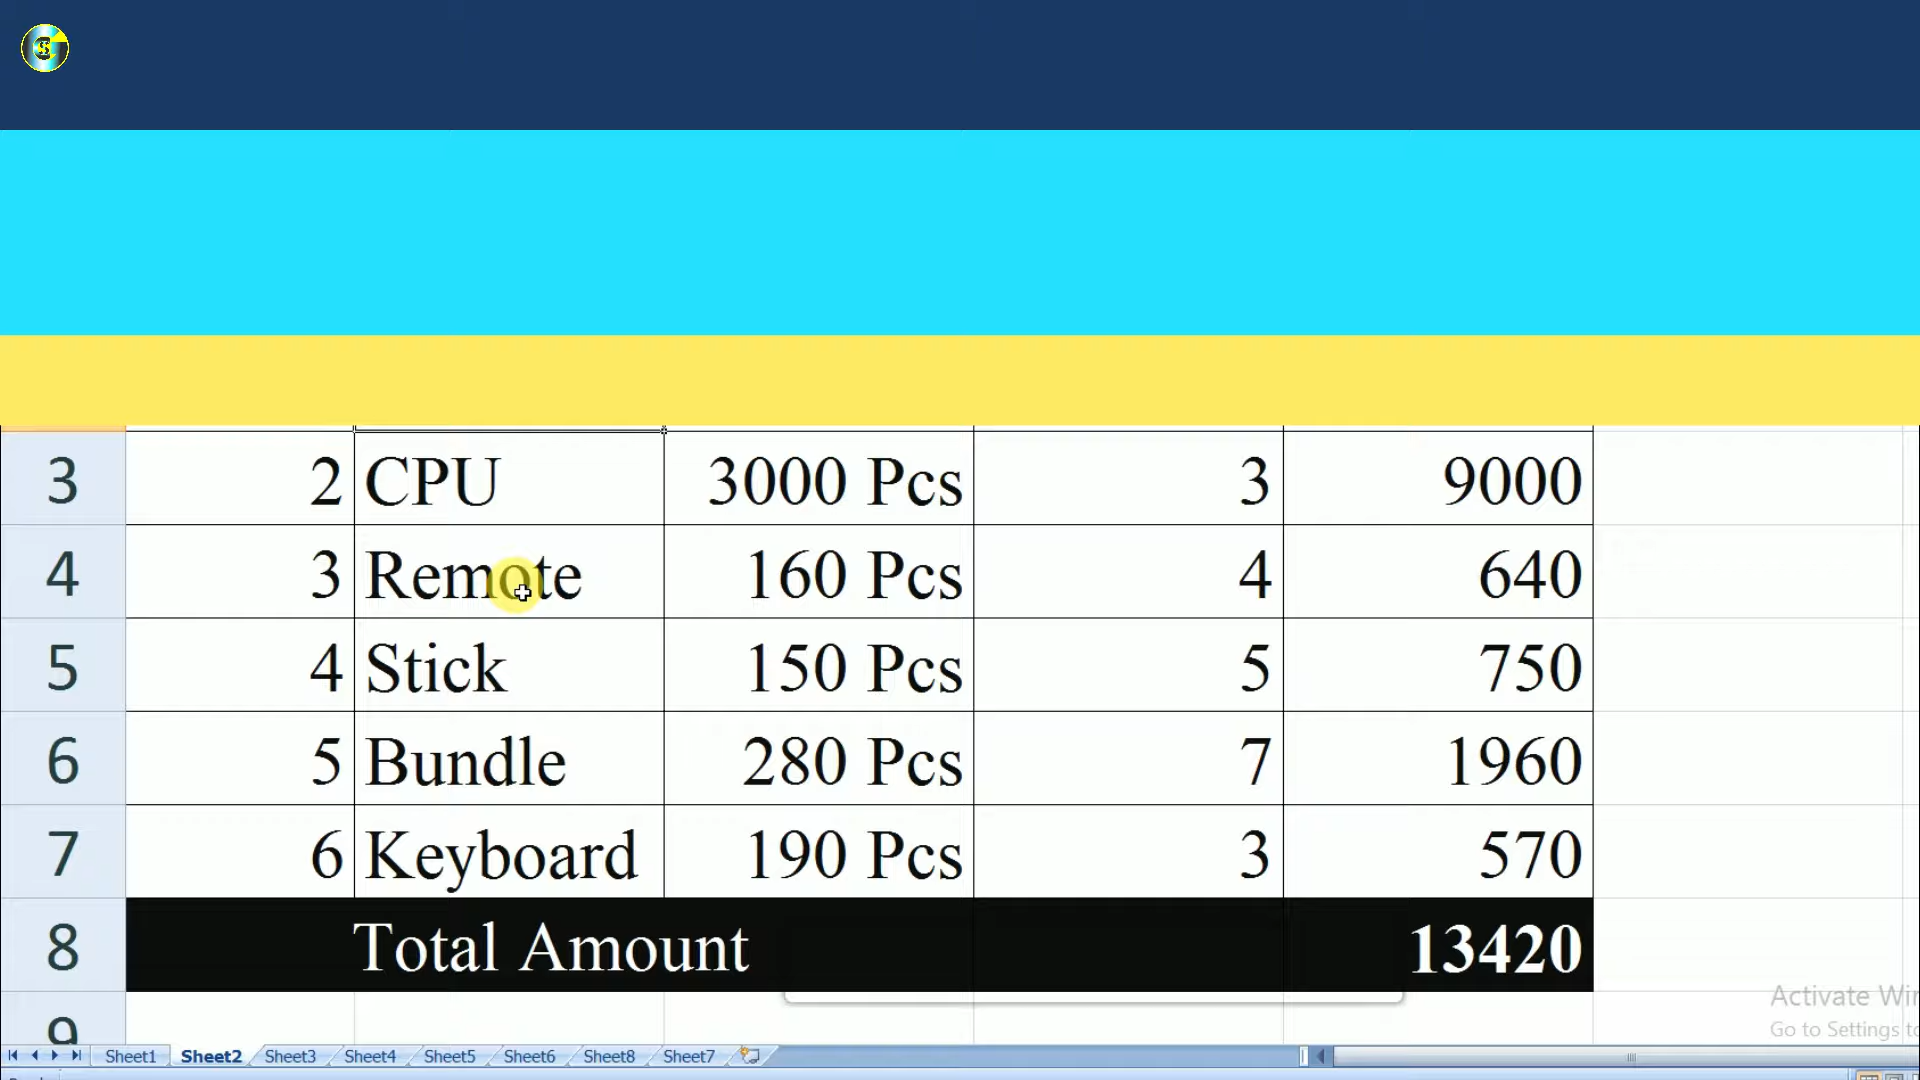 3 2 CPU 3000 Pcs 3 9000
4 3 Remote 160 Pcs 4 640
5 4 Stick 150 Pcs 5 750
6 5 Bundle 280 Pcs 7 1960
7 6 Keyboard 190 Pcs 3 570
8 Total Amount 13420
9
Activate Wi
Go to Settings t
Sheet1 Sheet2 Sheet3 Sheet4 Sheet5 Sheet6 Sheet8 Sheet7